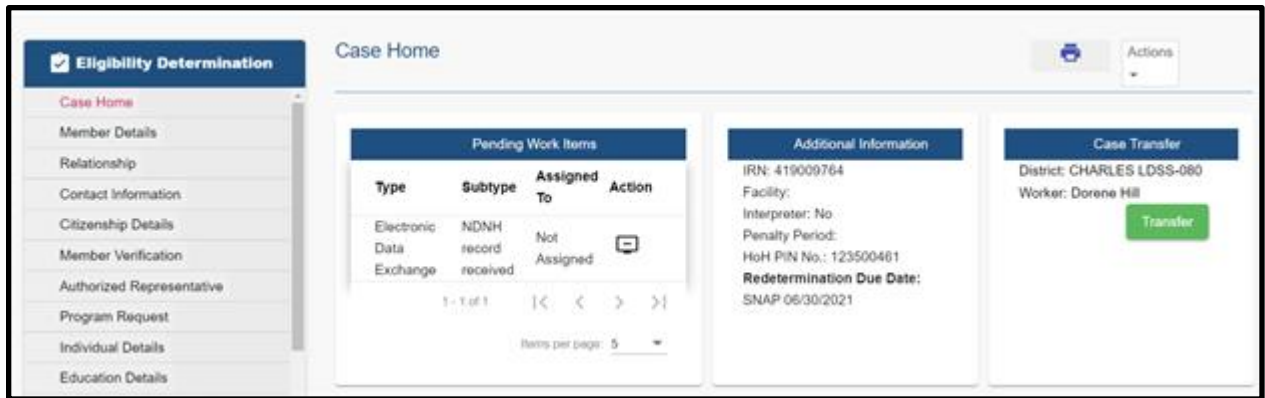 Eligibility Determination
Case Home
Member Details
Relationship
Contact Information
Citizenship Details
Member Verification
Authorized Representative
Program Request
Individual Details
Education Details
Case Home
Actions
Pending Work Items
Type Subtype Assigned To Action
Electronic Data Exchange
NDNH record received
Not Assigned
1 - 1 of 1
Items per page: 5
Additional Information
IRN: 419009764
Facility:
Interpreter: No
Penalty Period:
HoH PIN No.: 123500461
Redetermination Due Date:
SNAP 06/30/2021
Case Transfer
District: CHARLES LDSS-080
Worker: Dorene Hill
Transfer